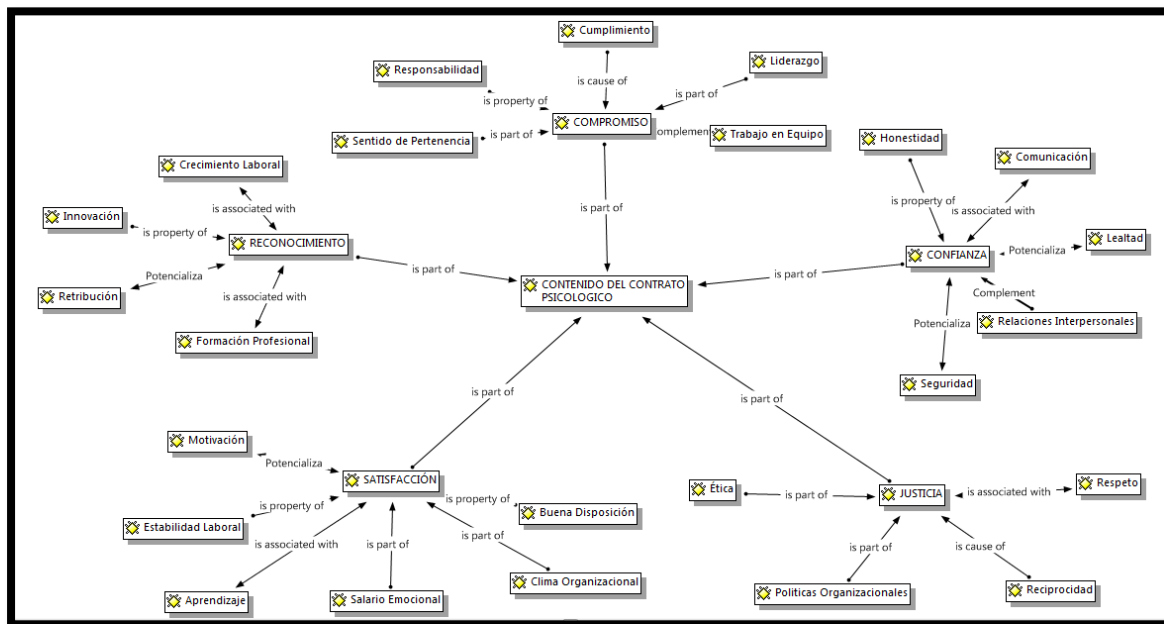 Cumplimiento
Liderazgo
Responsabilidad
is cause of
is part of
is property of
COMPROMISO
Trabajo en Equipo
omplemen
Sentido de Pertenencia
is part of
Honestidad
Comunicación
Crecimiento Laboral
is property of
is associated with
is part of
Innovación
is associated with
is property of
RECONOCIMIENTO
Lealtad
Potencializa
CONFIANZA
Potencializa
is part of
is part of
CONTENIDO DEL CONTRATO
PSICOLOGICO
Retribución
is associated with
Complement
Relaciones Interpersonales
Potencializa
Formación Profesional
Seguridad
is part of
is part of
Motivación
Potencializa
SATISFACCIÓN
Ética
is part of
JUSTICIA
is associated with
Respeto
is property of
is property of
Buena Disposición
Estabilidad Laboral
is associated with
is part of
is part of
is part of
is cause of
Clima Organizacional
Aprendizaje
Salario Emocional
Politicas Organizacionales
Reciprocidad